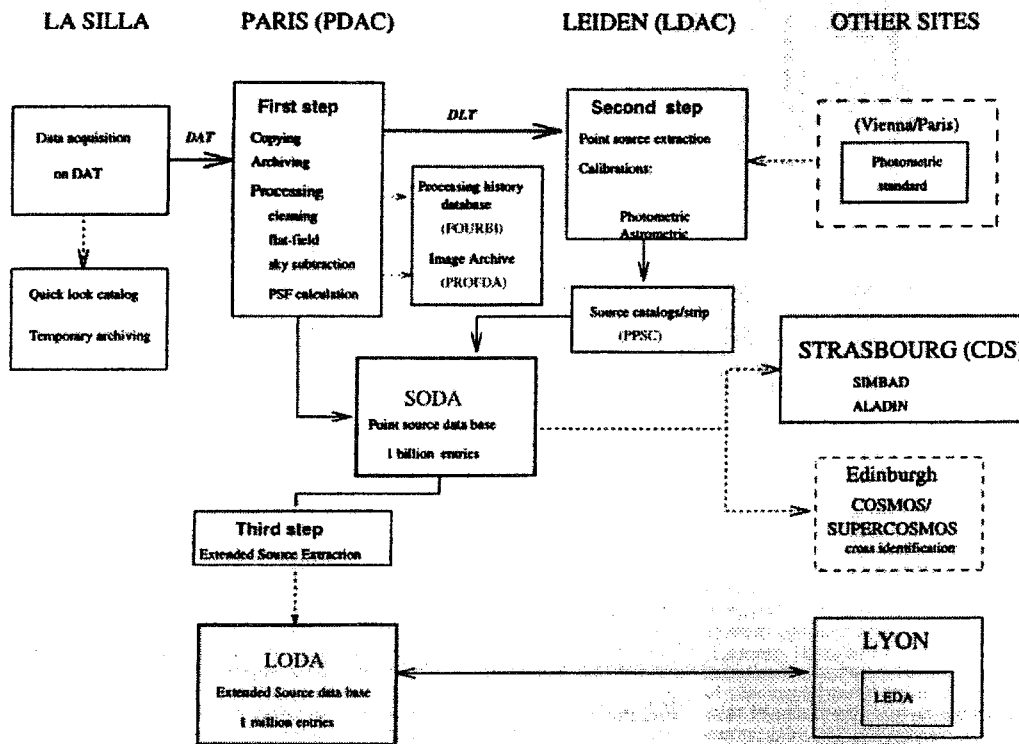 LA SILLA
PARIS (PDAC)
LEIDEN (LDAC)
OTHER SITES
Data acquisition
on DAT
DAT
First step
Copying
Archiving
Processing
cleaning
flat-field
sky subtraction
PSF calculation
DLT
Processing history
database
(FOURBI)
Image Archive
(PROFDA)
Second step
Point source extraction
Calibrations:
Photometric
Astrometric
(Vienna/Paris)
Photometric
standard
Quick look catalog
Temporary archiving
Source catalogs/strip
(PPSC)
STRASBOURG (CDS)
SIMBAD
ALADIN
SODA
Point source data base
1 billion entries
Edinburgh
COSMOS/
SUPERCOSMOS
cross identification
Third step
Extended Source Extraction
LODA
Extended Source data base
1 million entries
LYON
LEDA